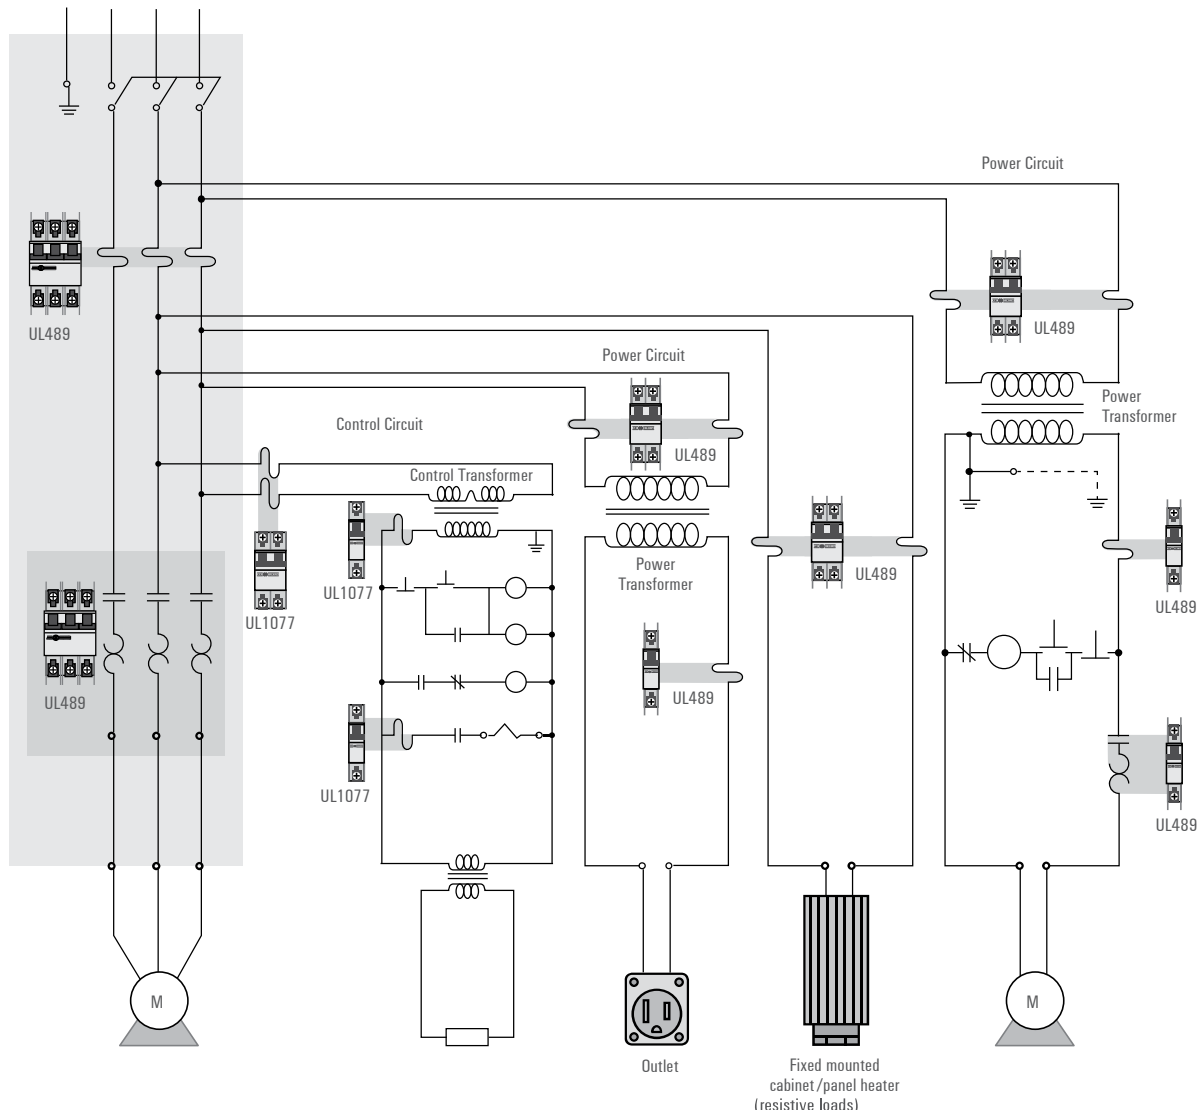 Power Circuit
UL489
UL489
Power Circuit
Power
Transformer
Control Circuit
UL489
Control Transformer
Power
Transformer
UL489
UL1077
UL1077
UL489
UL489
UL489
UL1077
UL489
M
M
Outlet
Fixed mounted
cabinet/panel heater
(resistive loads)